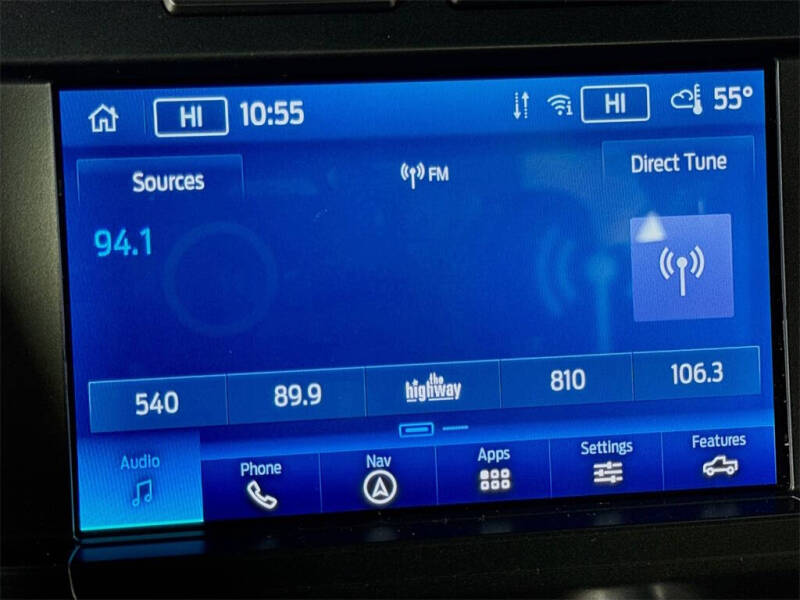 HI 10:55 HI 55°
Sources FM Direct Tune
94.1
540 89.9 the highway 810 106.3
Audio Phone Nav Apps Settings Features